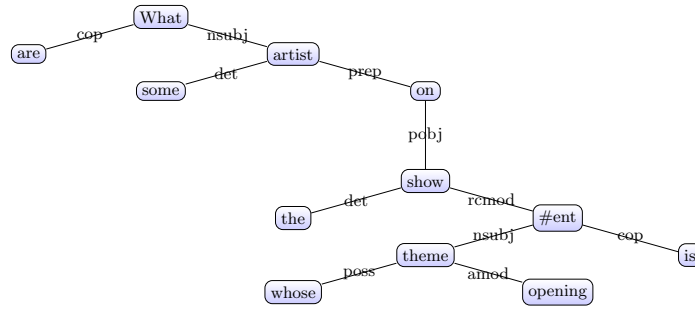 What
cop nsubj
are artist
det prep
some on
pobj
show
det rcmod
the #ent
nsubj cop
theme is
poss amod
whose opening